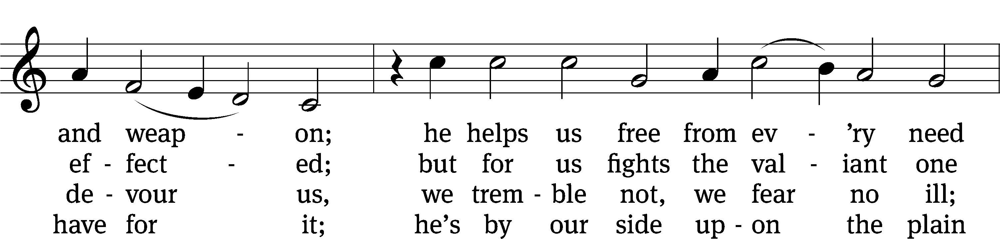 and weap - on; he helps us free from ev - ’ry need
ef - fect - ed; but for us fights the val - iant one
de - vour us, we trem - ble not, we fear no ill;
have for it; he’s by our side up - on the plain